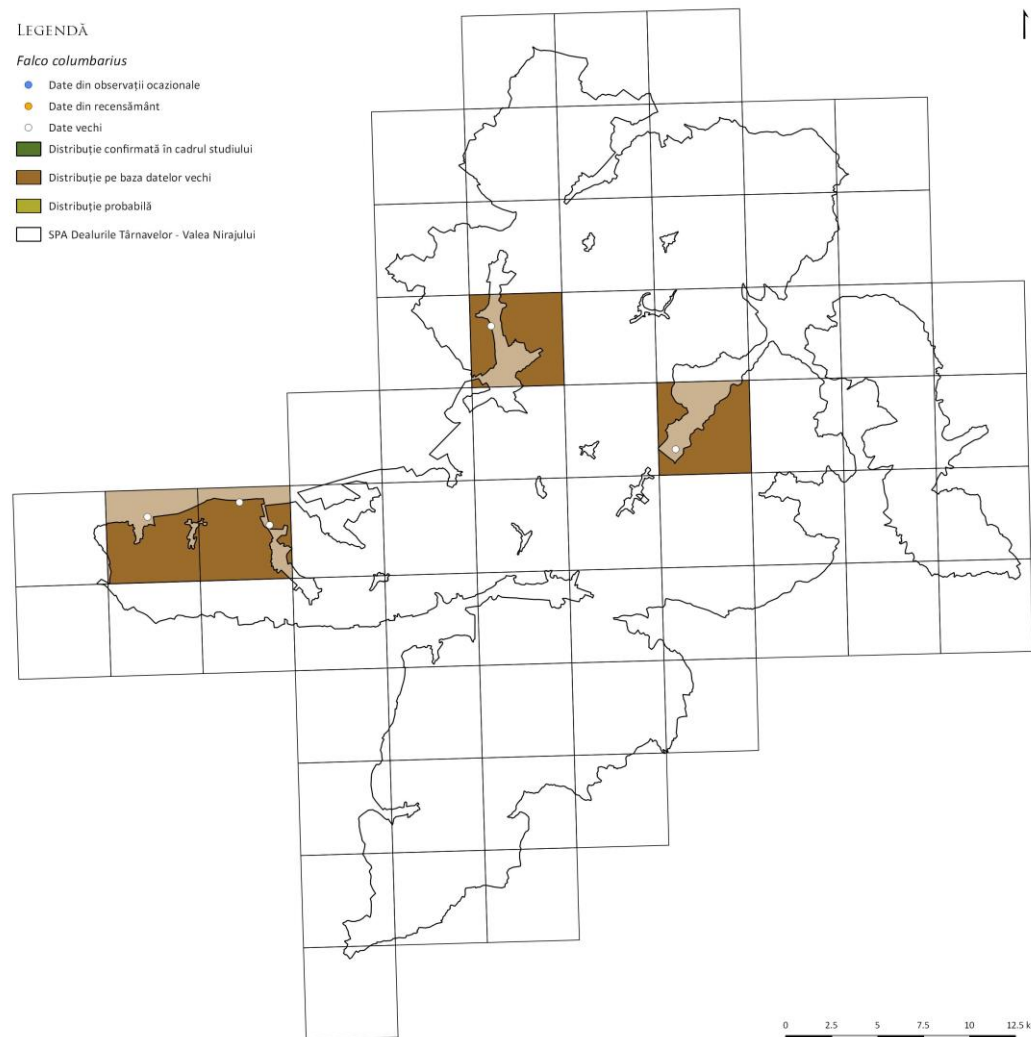 LEGENDĂ
Falco columbarius
Date din observații ocazionale
Date din recensământ
Date vechi
Distribuție confirmată în cadrul studiului
Distribuție pe baza datelor vechi
Distribuție probabilă
SPA Dealurile Târnavelor - Valea Nirajului
0 2.5 5 7.5 10 12.5 k